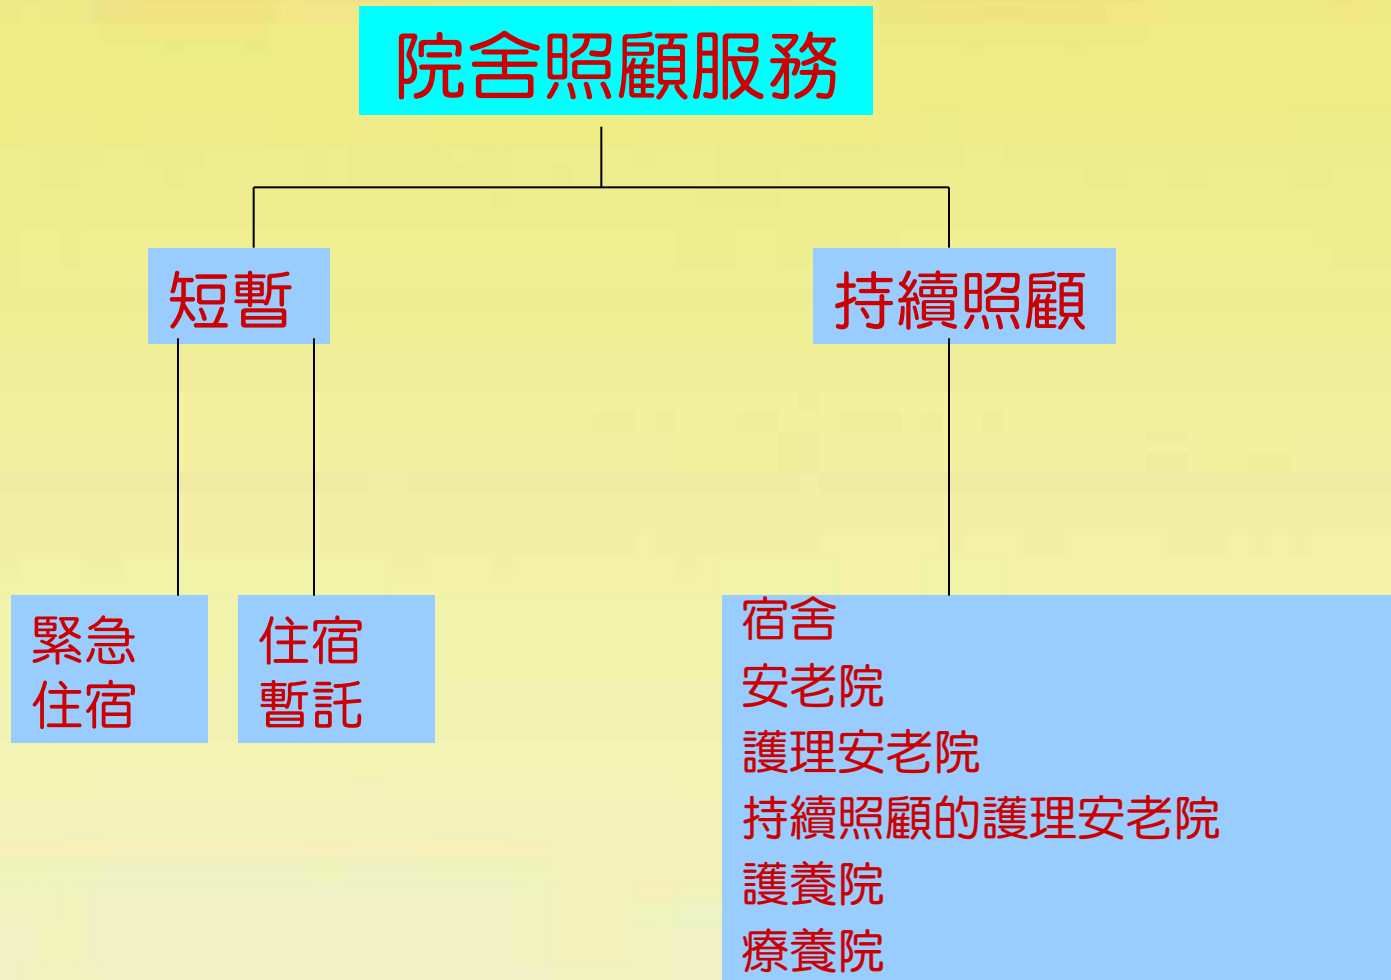 院舍照顧服務
短暫
持續照顧
緊急
住宿
住宿
暫託
宿舍
安老院
護理安老院
持續照顧的護理安老院
護養院
療養院